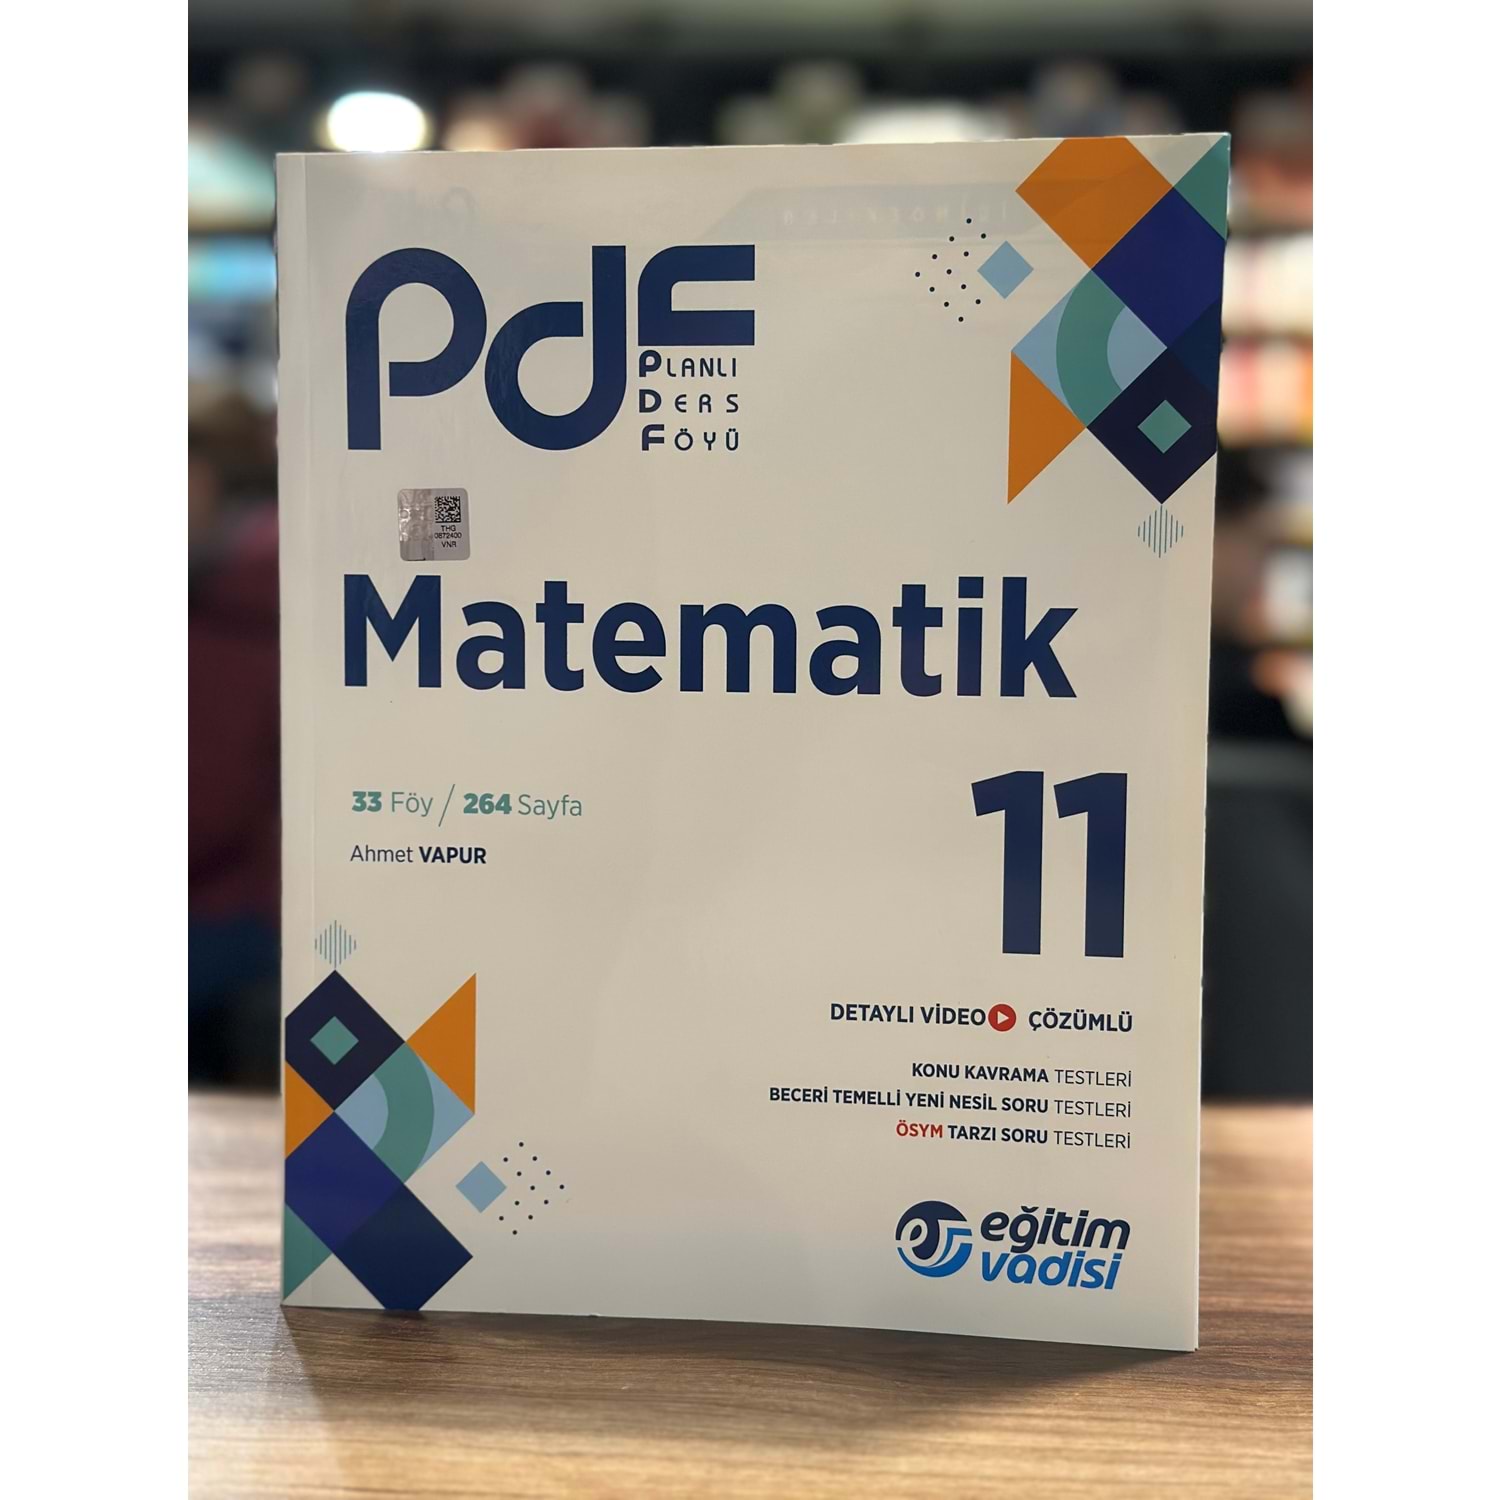 PDF
PLANLI
DERS
FÖYÜ
THG
0872400
VNR
Matematik
33 Föy / 264 Sayfa
Ahmet VAPUR
11
DETAYLI VİDEO ÇÖZÜMLÜ
KONU KAVRAMA TESTLERİ
BECERİ TEMELLİ YENİ NESİL SORU TESTLERİ
ÖSYM TARZI SORU TESTLERİ
eğitim
vadisi